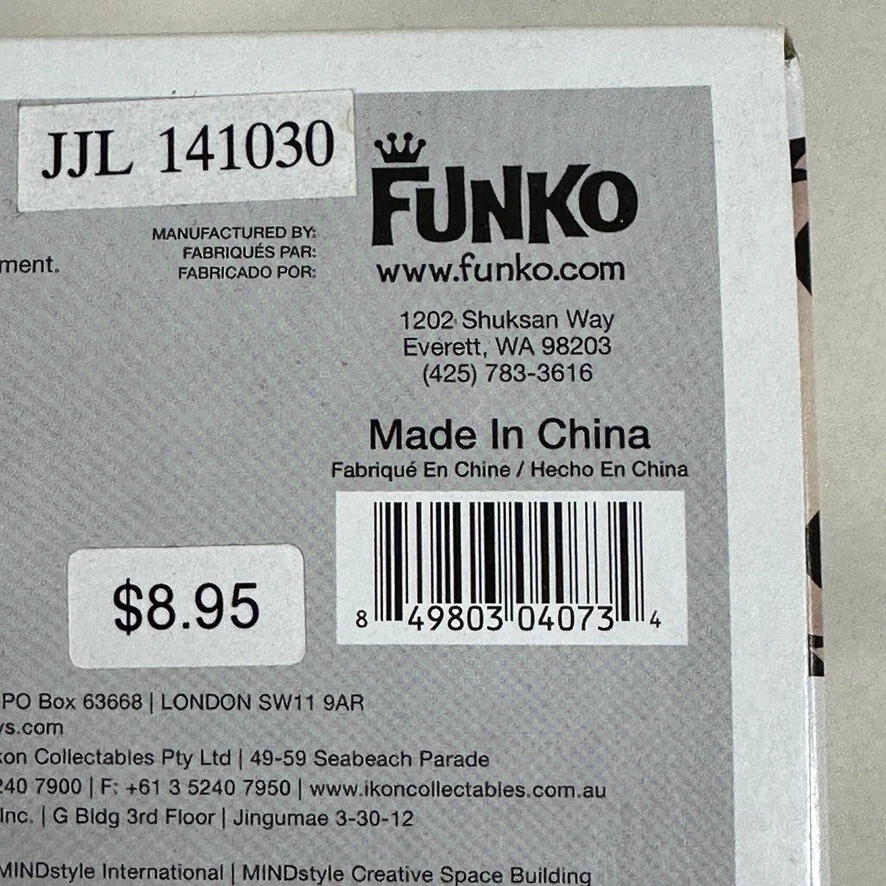 JJL 141030
FUNKO
www.funko.com
MANUFACTURED BY:
FABRIQUÉS PAR:
FABRICADO POR:
ment.
1202 Shuksan Way
Everett, WA 98203
(425) 783-3616
Made In China
Fabriqué En Chine / Hecho En China
8 49803 04073 4
$8.95
PO Box 63668 | LONDON SW11 9AR
ys.com
kon Collectables Pty Ltd | 49-59 Seabeach Parade
240 7900 | F: +61 3 5240 7950 | www.ikoncollectables.com.au
Inc. | G Bldg 3rd Floor | Jingumae 3-30-12
MINDstyle International | MINDstyle Creative Space Building